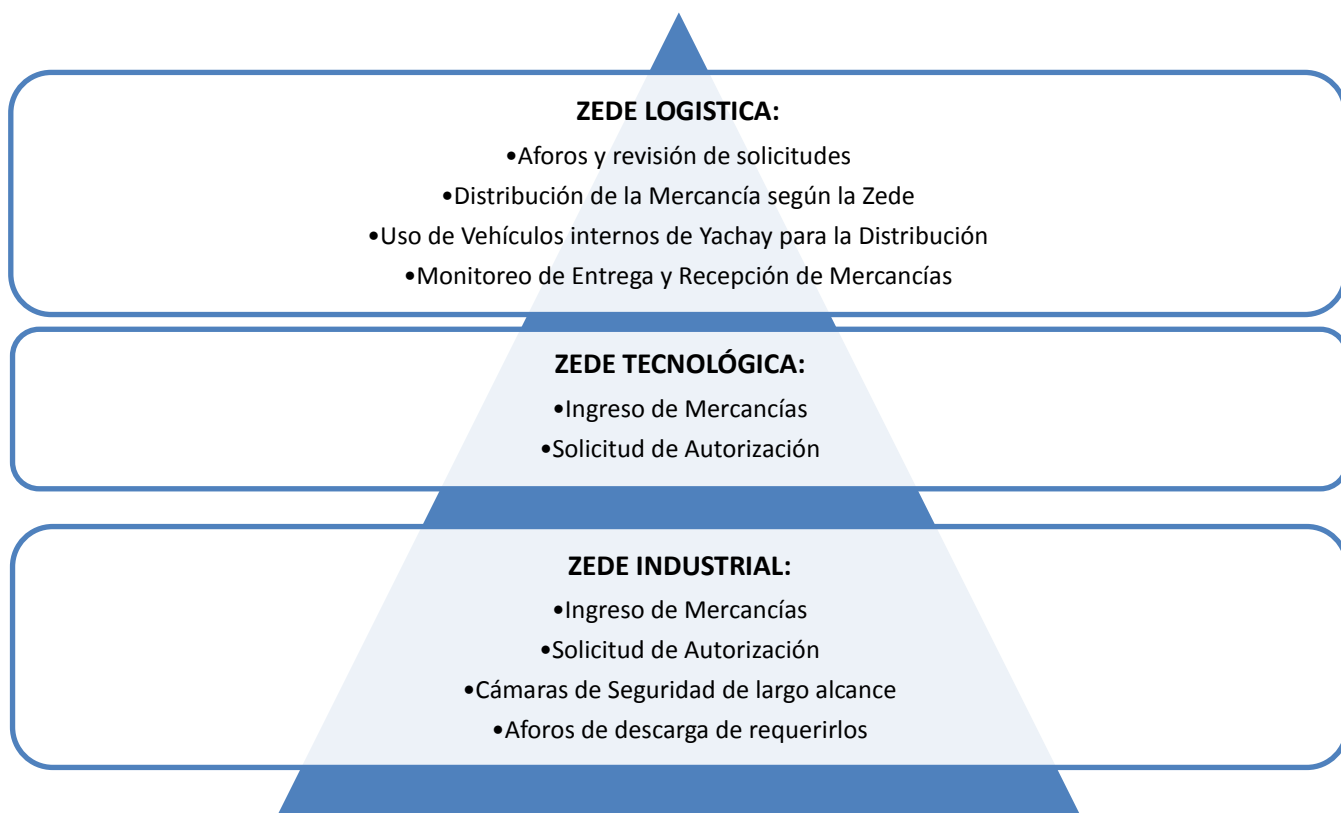 ZEDE LOGISTICA:
•Aforos y revisión de solicitudes
•Distribución de la Mercancía según la Zede
•Uso de Vehículos internos de Yachay para la Distribución
•Monitoreo de Entrega y Recepción de Mercancías
ZEDE TECNOLÓGICA:
•Ingreso de Mercancías
•Solicitud de Autorización
ZEDE INDUSTRIAL:
•Ingreso de Mercancías
•Solicitud de Autorización
•Cámaras de Seguridad de largo alcance
•Aforos de descarga de requerirlos